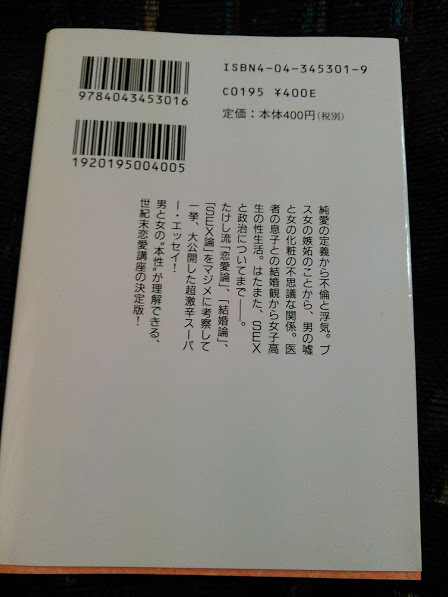 9784043453016
1920195004005
ISBN4-04-345301-9
C0195 ¥400E
定価:本体400円(税別)
純愛の定義から不倫と浮気。ブ
ス女の嫉妬のことから、男の嘘
と女の化粧の不思議な関係。医
者の息子との結婚観から女子高
生の性生活。はたまた、SEX
と政治についてまで──。
たけし流「恋愛論」、「結婚論」、
「SEX論」をマジメに考察して
一挙、大公開した超激辛スーパ
ー・エッセイ!
男と女の“本性”が理解できる、
世紀末恋愛講座の決定版!